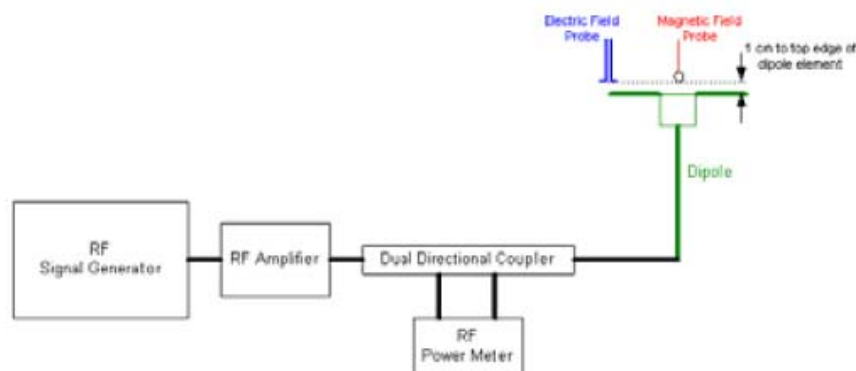 Electric Field
Probe
Magnetic Field
Probe
1 cm to top edge of
dipole element
Dipole
RF
Signal Generator
RF Amplifier
Dual Directional Coupler
RF
Power Meter